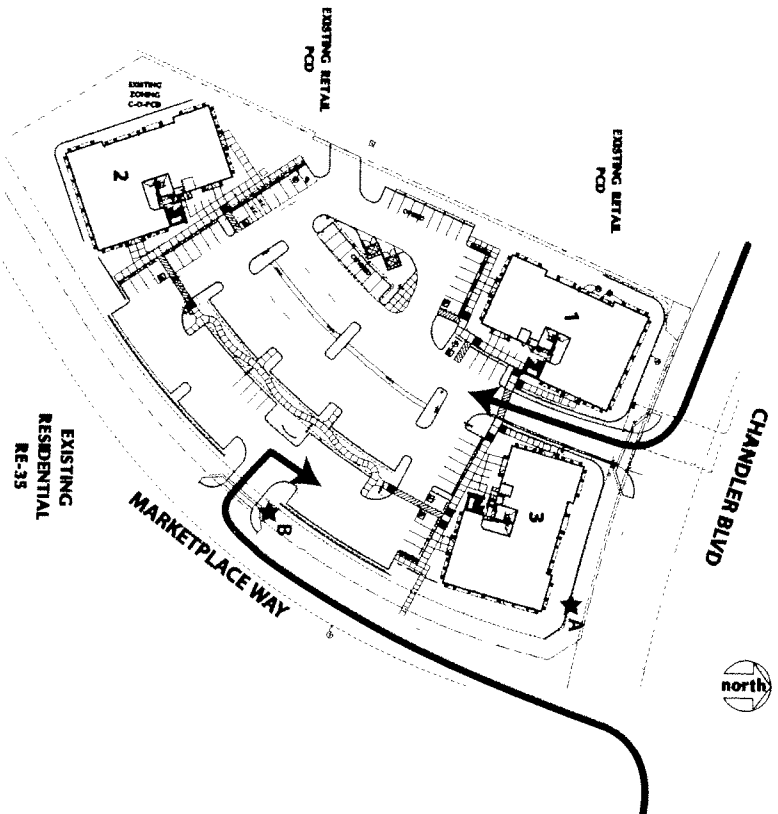 EXISTING RETAIL
PCD
EXISTING RETAIL
PCD
EXISTING
ZONING
C-O-PCD
2
1
3
CHANDLER BLVD
A
B
MARKETPLACE WAY
EXISTING
RESIDENTIAL
RE-35
north